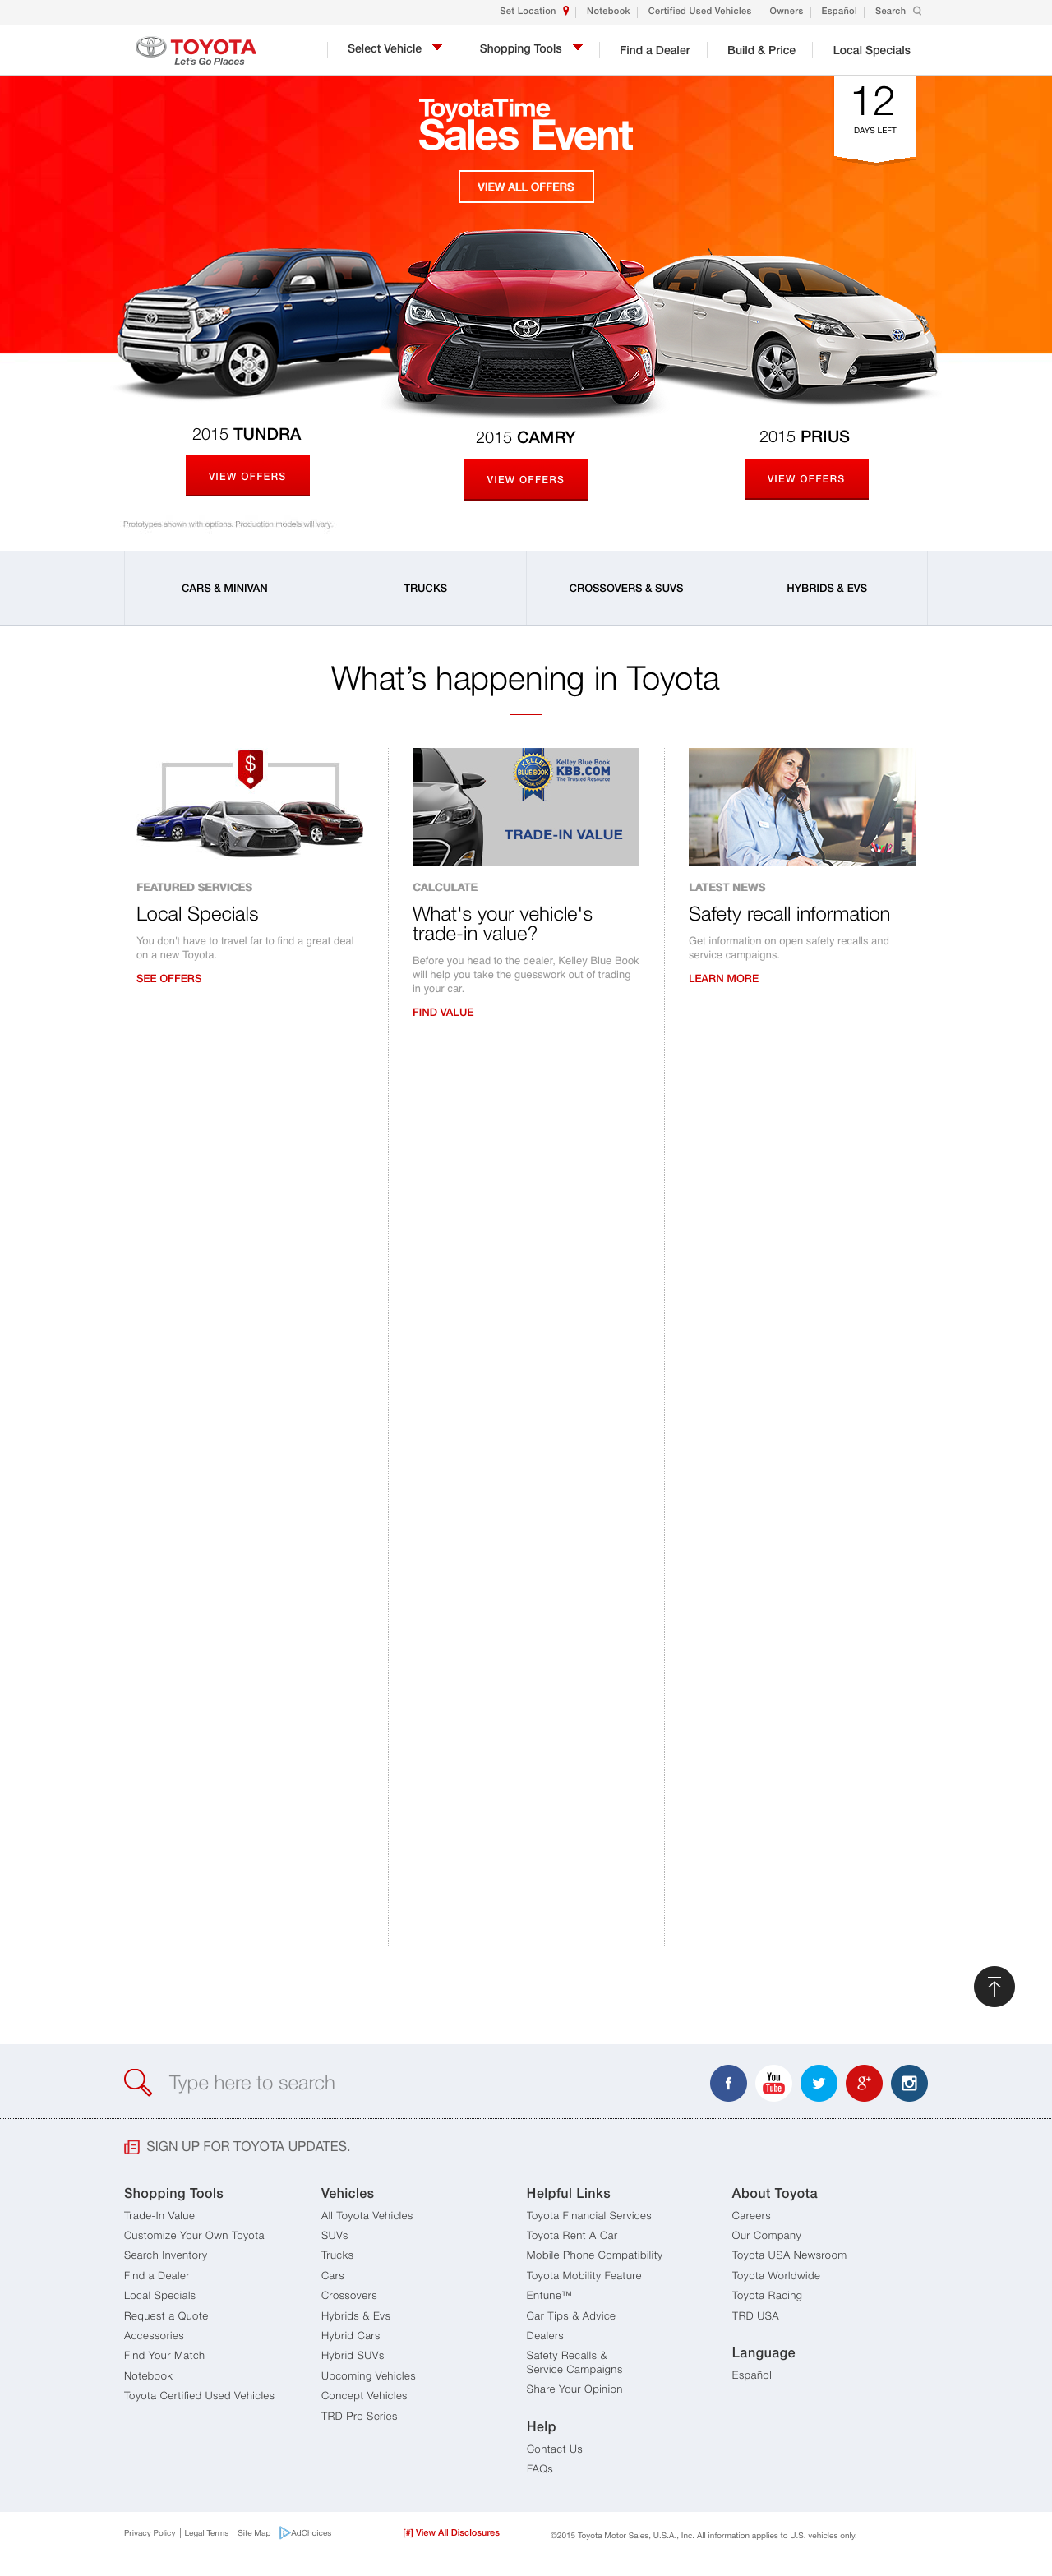 Set Location
Notebook
Certified Used Vehicles
Owners
Español
Search
TOYOTA
Let's Go Places
Select Vehicle
Shopping Tools
Find a Dealer
Build & Price
Local Specials
ToyotaTime
Sales Event
VIEW ALL OFFERS
12
DAYS LEFT
2015 TUNDRA
VIEW OFFERS
2015 CAMRY
VIEW OFFERS
2015 PRIUS
VIEW OFFERS
Prototypes shown with options. Production models will vary.
CARS & MINIVAN
TRUCKS
CROSSOVERS & SUVS
HYBRIDS & EVS
What's happening in Toyota
$
FEATURED SERVICES
Local Specials
You don't have to travel far to find a great deal
on a new Toyota.
SEE OFFERS
KELLEY
BLUE BOOK
Kelley Blue Book
KBB.COM
The Trusted Resource
TRADE-IN VALUE
CALCULATE
What's your vehicle's
trade-in value?
Before you head to the dealer, Kelley Blue Book
will help you take the guesswork out of trading
in your car.
FIND VALUE
LATEST NEWS
Safety recall information
Get information on open safety recalls and
service campaigns.
LEARN MORE
Type here to search
f
You
Tube
g+
SIGN UP FOR TOYOTA UPDATES.
Shopping Tools
Trade-In Value
Customize Your Own Toyota
Search Inventory
Find a Dealer
Local Specials
Request a Quote
Accessories
Find Your Match
Notebook
Toyota Certified Used Vehicles
Vehicles
All Toyota Vehicles
SUVs
Trucks
Cars
Crossovers
Hybrids & Evs
Hybrid Cars
Hybrid SUVs
Upcoming Vehicles
Concept Vehicles
TRD Pro Series
Helpful Links
Toyota Financial Services
Toyota Rent A Car
Mobile Phone Compatibility
Toyota Mobility Feature
Entune™
Car Tips & Advice
Dealers
Safety Recalls &
Service Campaigns
Share Your Opinion
Help
Contact Us
FAQs
About Toyota
Careers
Our Company
Toyota USA Newsroom
Toyota Worldwide
Toyota Racing
TRD USA
Language
Español
Privacy Policy
Legal Terms
Site Map
AdChoices
[#] View All Disclosures
©2015 Toyota Motor Sales, U.S.A., Inc. All information applies to U.S. vehicles only.